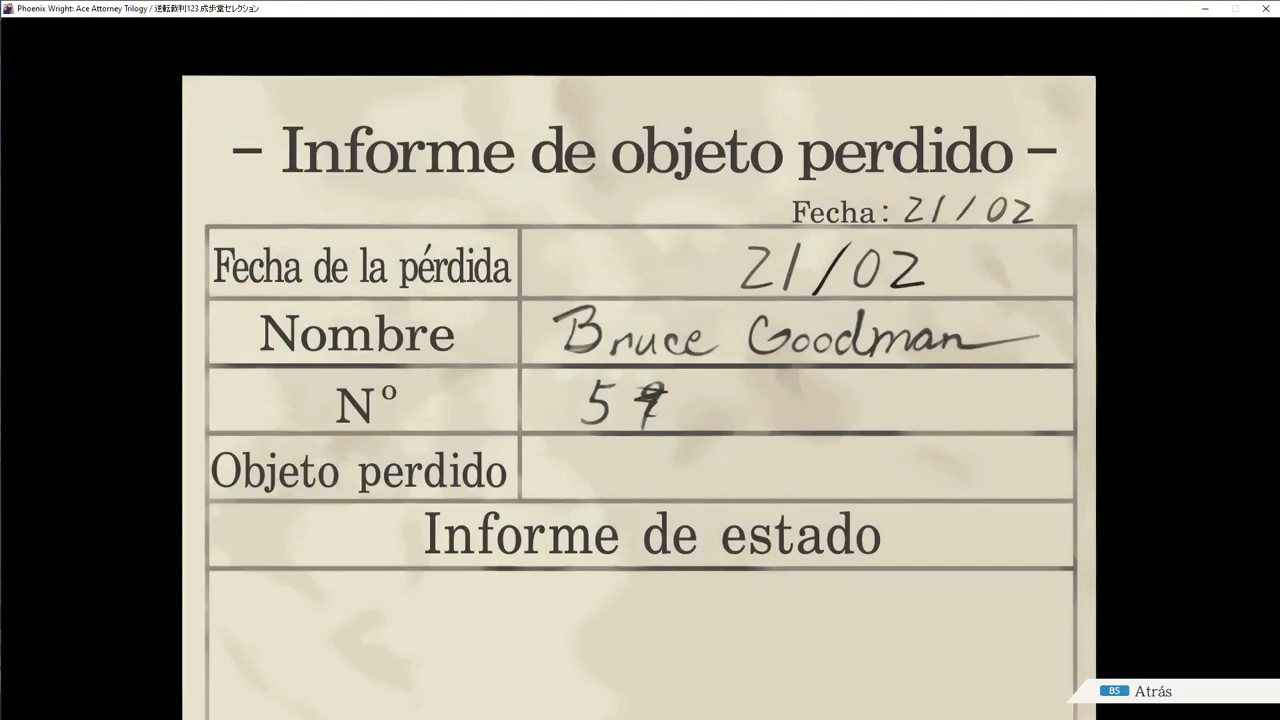 Phoenix Wright: Ace Attorney Trilogy / 逆転裁判123 成歩堂セレクション
- Informe de objeto perdido -
Fecha: 21/02
Fecha de la pérdida 21/02
Nombre Bruce Goodman
Nº
Objeto perdido
Informe de estado
BS Atrás